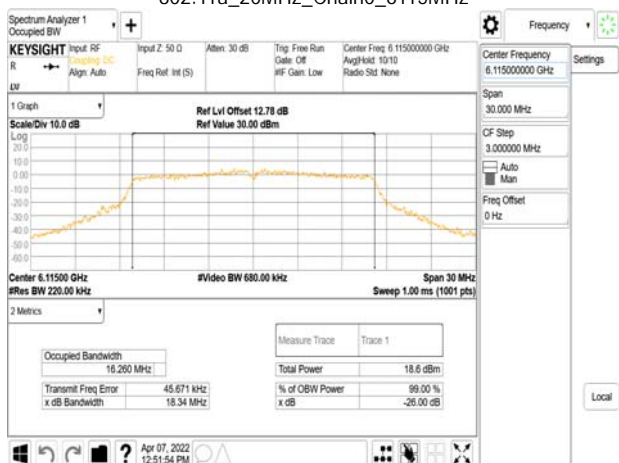 802.11a_20MHz_Chain0_6115MHz
Spectrum Analyzer 1
Occupied BW
Frequency
KEYSIGHT
R
Input: RF
Coupling: DC
Align: Auto
Input Z: 50 Ω
Freq Ref: Int (S)
Atten: 30 dB
Trig: Free Run
Gate: Off
#IF Gain: Low
Center Freq: 6.115000000 GHz
Avg|Hold: 10/10
Radio Std: None
Center Frequency
6.115000000 GHz
Settings
Span
30.000 MHz
CF Step
3.000000 MHz
Auto
Man
Freq Offset
0 Hz
Local
1 Graph
Scale/Div 10.0 dB
Ref Lvl Offset 12.78 dB
Ref Value 30.00 dBm
Log
20.0
10.0
0.00
-10.0
-20.0
-30.0
-40.0
-50.0
-60.0
Center 6.11500 GHz
#Res BW 220.00 kHz
#Video BW 680.00 kHz
Span 30 MHz
Sweep 1.00 ms (1001 pts)
2 Metrics
Measure Trace Trace 1
Occupied Bandwidth
16.260 MHz
Total Power 18.6 dBm
Transmit Freq Error 45.671 kHz
% of OBW Power 99.00 %
x dB Bandwidth 18.34 MHz
x dB -26.00 dB
?
Apr 07, 2022
12:51:54 PM